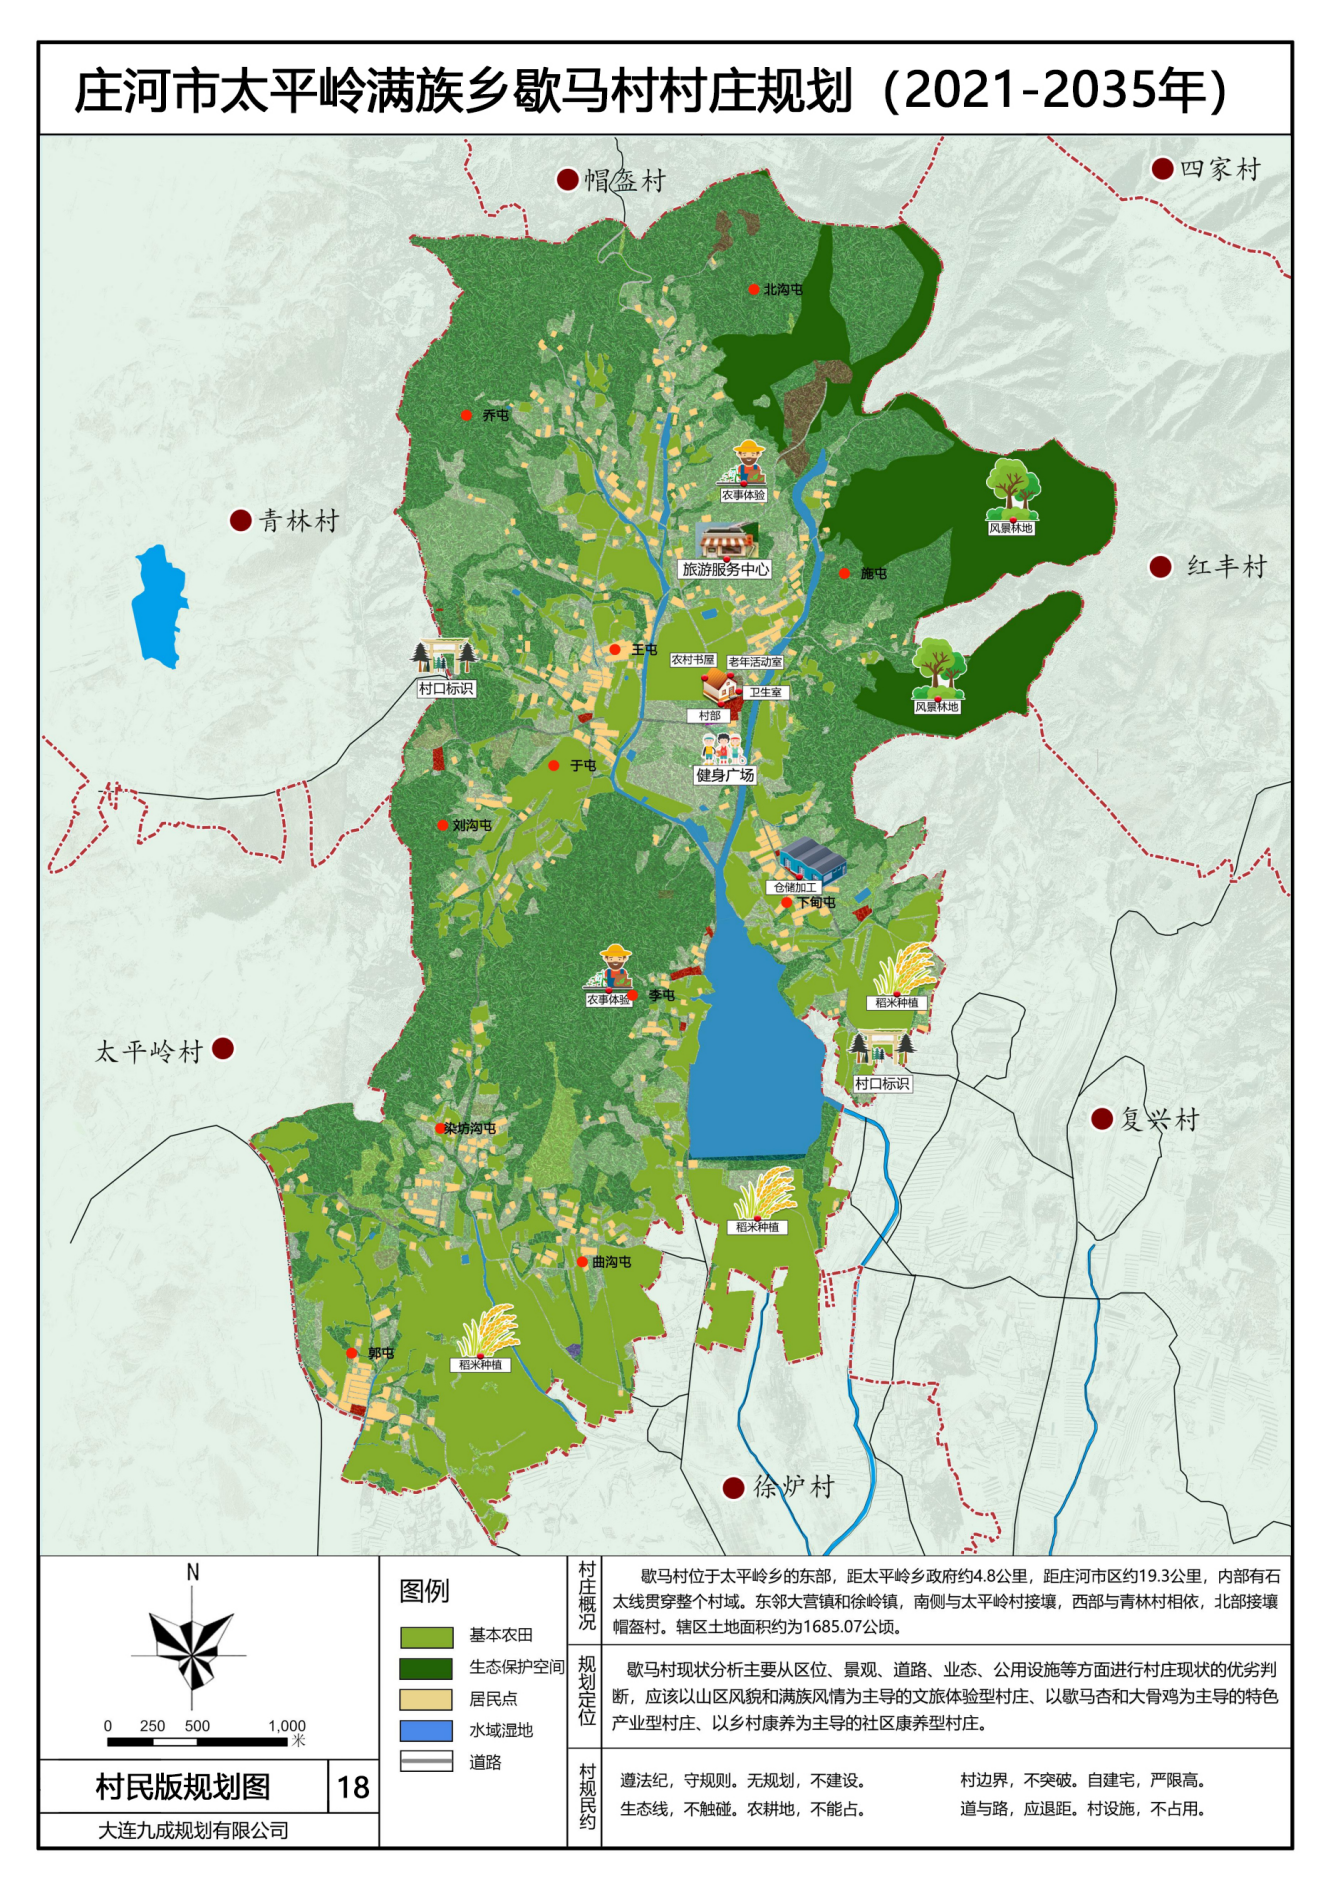 庄河市太平岭满族乡歇马村村庄规划（2021-2035年）
帽盔村
四家村
北沟屯
乔屯
农事体验
风景林地
青林村
旅游服务中心
施屯
红丰村
王屯
农村书屋
老年活动室
村口标识
卫生室
风景林地
村部
于屯
健身广场
刘沟屯
仓储加工
下甸屯
农事体验
李屯
稻米种植
太平岭村
村口标识
染坊沟屯
复兴村
稻米种植
曲沟屯
郭屯
稻米种植
徐炉村
N
0 250 500 1,000
米
村民版规划图
18
大连九成规划有限公司
图例
基本农田
生态保护空间
居民点
水域湿地
道路
村庄概况
歇马村位于太平岭乡的东部，距太平岭乡政府约4.8公里，距庄河市区约19.3公里，内部有石
太线贯穿整个村域。东邻大营镇和徐岭镇，南侧与太平岭村接壤，西部与青林村相依，北部接壤
帽盔村。辖区土地面积约为1685.07公顷。
规划定位
歇马村现状分析主要从区位、景观、道路、业态、公用设施等方面进行村庄现状的优劣判
断，应该以山区风貌和满族风情为主导的文旅体验型村庄、以歇马杏和大骨鸡为主导的特色
产业型村庄、以乡村康养为主导的社区康养型村庄。
村规民约
遵法纪，守规则。无规划，不建设。
生态线，不触碰。农耕地，不能占。
村边界，不突破。自建宅，严限高。
道与路，应退距。村设施，不占用。